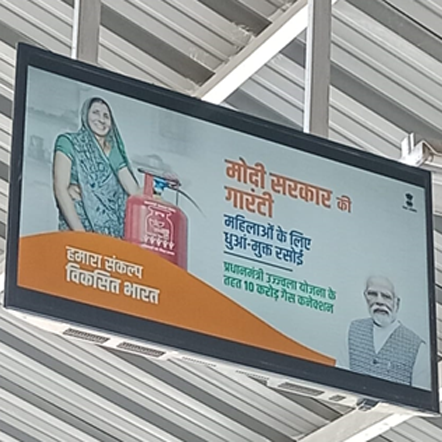 मोदी सरकार की
गारंटी
महिलाओं के लिए
धुआं-मुक्त रसोई
प्रधानमंत्री उज्ज्वला योजना के
तहत 10 करोड़ गैस कनेक्शन
हमारा संकल्प
विकसित भारत